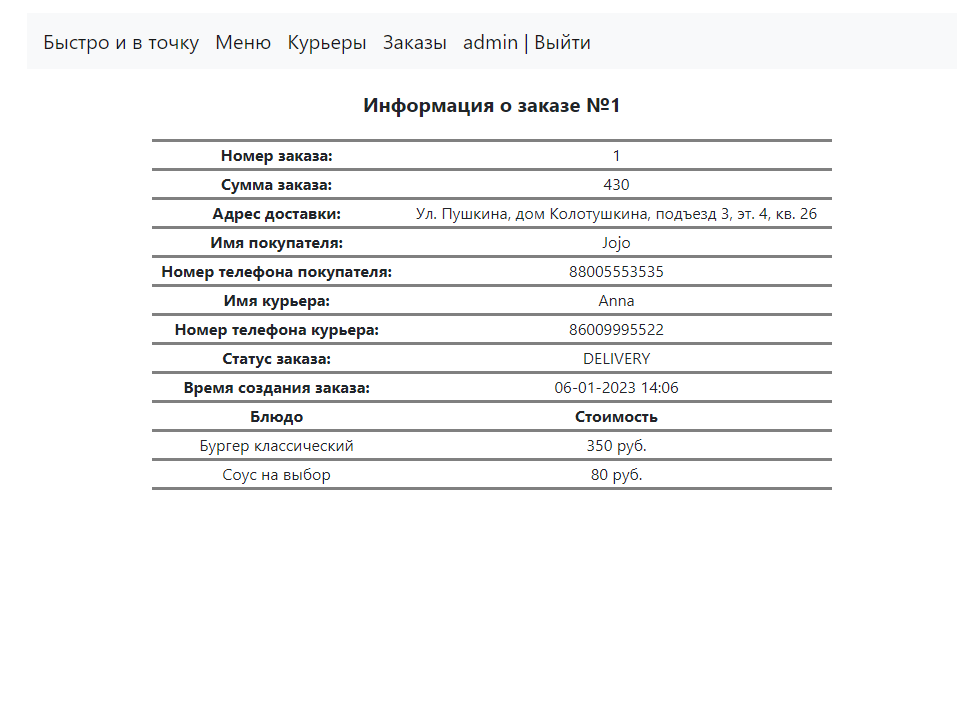 Быстро и в точку Меню Курьеры Заказы admin | Выйти
Информация о заказе №1
Номер заказа: 1
Сумма заказа: 430
Адрес доставки: Ул. Пушкина, дом Колотушкина, подъезд 3, эт. 4, кв. 26
Имя покупателя: Jojo
Номер телефона покупателя: 88005553535
Имя курьера: Anna
Номер телефона курьера: 86009995522
Статус заказа: DELIVERY
Время создания заказа: 06-01-2023 14:06
Блюдо Стоимость
Бургер классический 350 руб.
Соус на выбор 80 руб.